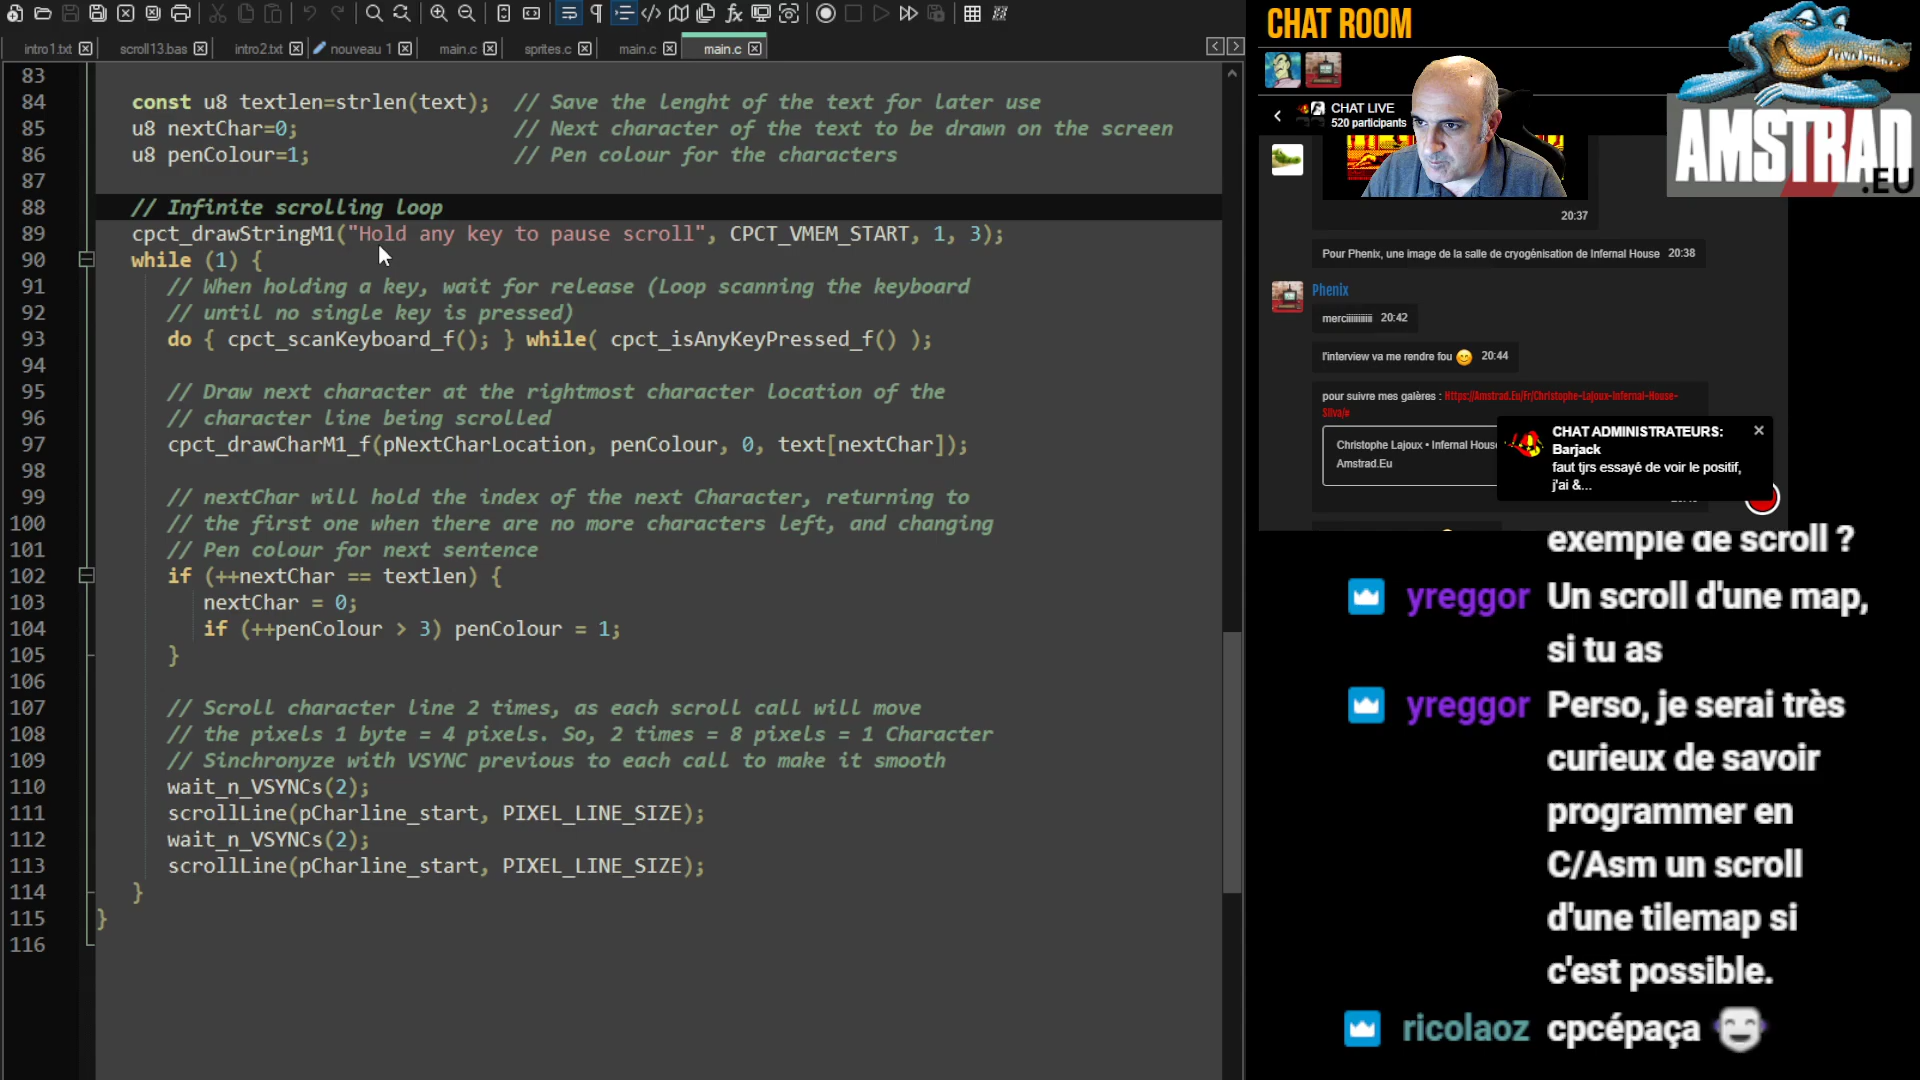 intro1.txt scroll13.bas intro2.txt nouveau 1 main.c sprites.c main.c main.c
83
84 const u8 textlen=strlen(text); // Save the lenght of the text for later use
85 u8 nextChar=0; // Next character of the text to be drawn on the screen
86 u8 penColour=1; // Pen colour for the characters
87
88 // Infinite scrolling loop
89 cpct_drawStringM1("Hold any key to pause scroll", CPCT_VMEM_START, 1, 3);
90 while (1) {
91 // When holding a key, wait for release (Loop scanning the keyboard
92 // until no single key is pressed)
93 do { cpct_scanKeyboard_f(); } while( cpct_isAnyKeyPressed_f() );
94
95 // Draw next character at the rightmost character location of the
96 // character line being scrolled
97 cpct_drawCharM1_f(pNextCharLocation, penColour, 0, text[nextChar]);
98
99 // nextChar will hold the index of the next Character, returning to
100 // the first one when there are no more characters left, and changing
101 // Pen colour for next sentence
102 if (++nextChar == textlen) {
103 nextChar = 0;
104 if (++penColour > 3) penColour = 1;
105 }
106
107 // Scroll character line 2 times, as each scroll call will move
108 // the pixels 1 byte = 4 pixels. So, 2 times = 8 pixels = 1 Character
109 // Sinchronyze with VSYNC previous to each call to make it smooth
110 wait_n_VSYNCs(2);
111 scrollLine(pCharline_start, PIXEL_LINE_SIZE);
112 wait_n_VSYNCs(2);
113 scrollLine(pCharline_start, PIXEL_LINE_SIZE);
114 }
115 }
116
CHAT ROOM
CHAT LIVE
520 participants
AMSTRAD
.EU
20:37
Pour Phenix, une image de la salle de cryogénisation de Infernal House 20:38
Phenix
merciiiiiiiiiii 20:42
l'interview va me rendre fou 20:44
pour suivre mes galères : Https://Amstrad.Eu/Fr/Christophe-Lajoux-Infernal-House-
Silva/#
Christophe Lajoux • Infernal House
Amstrad.Eu
CHAT ADMINISTRATEURS:
Barjack
faut tjrs essayé de voir le positif,
j'ai &...
exemple de scroll ?
yreggor Un scroll d'une map,
si tu as
yreggor Perso, je serai très
curieux de savoir
programmer en
C/Asm un scroll
d'une tilemap si
c'est possible.
ricolaoz cpcépaça